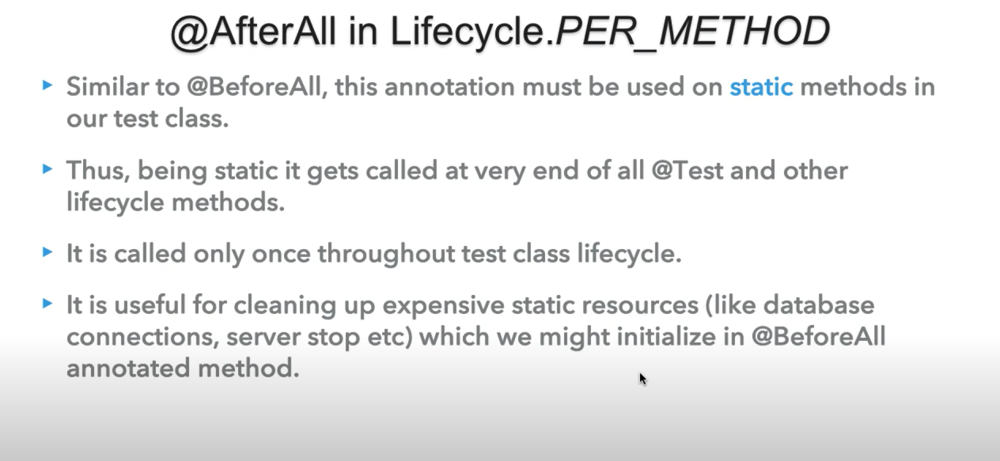 @AfterAll in Lifecycle.PER_METHOD
Similar to @BeforeAll, this annotation must be used on static methods in
our test class.
Thus, being static it gets called at very end of all @Test and other
lifecycle methods.
It is called only once throughout test class lifecycle.
It is useful for cleaning up expensive static resources (like database
connections, server stop etc) which we might initialize in @BeforeAll
annotated method.